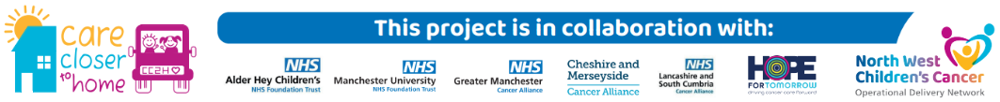 care
closer
to
home
CC2H
This project is in collaboration with:
NHS
Alder Hey Children's
NHS Foundation Trust
NHS
Manchester University
NHS Foundation Trust
NHS
Greater Manchester
Cancer Alliance
Cheshire and
Merseyside
Cancer Alliance
NHS
Lancashire and
South Cumbria
Cancer Alliance
HOPE
FOR TOMORROW
driving cancer care forward
North West
Children's Cancer
Operational Delivery Network